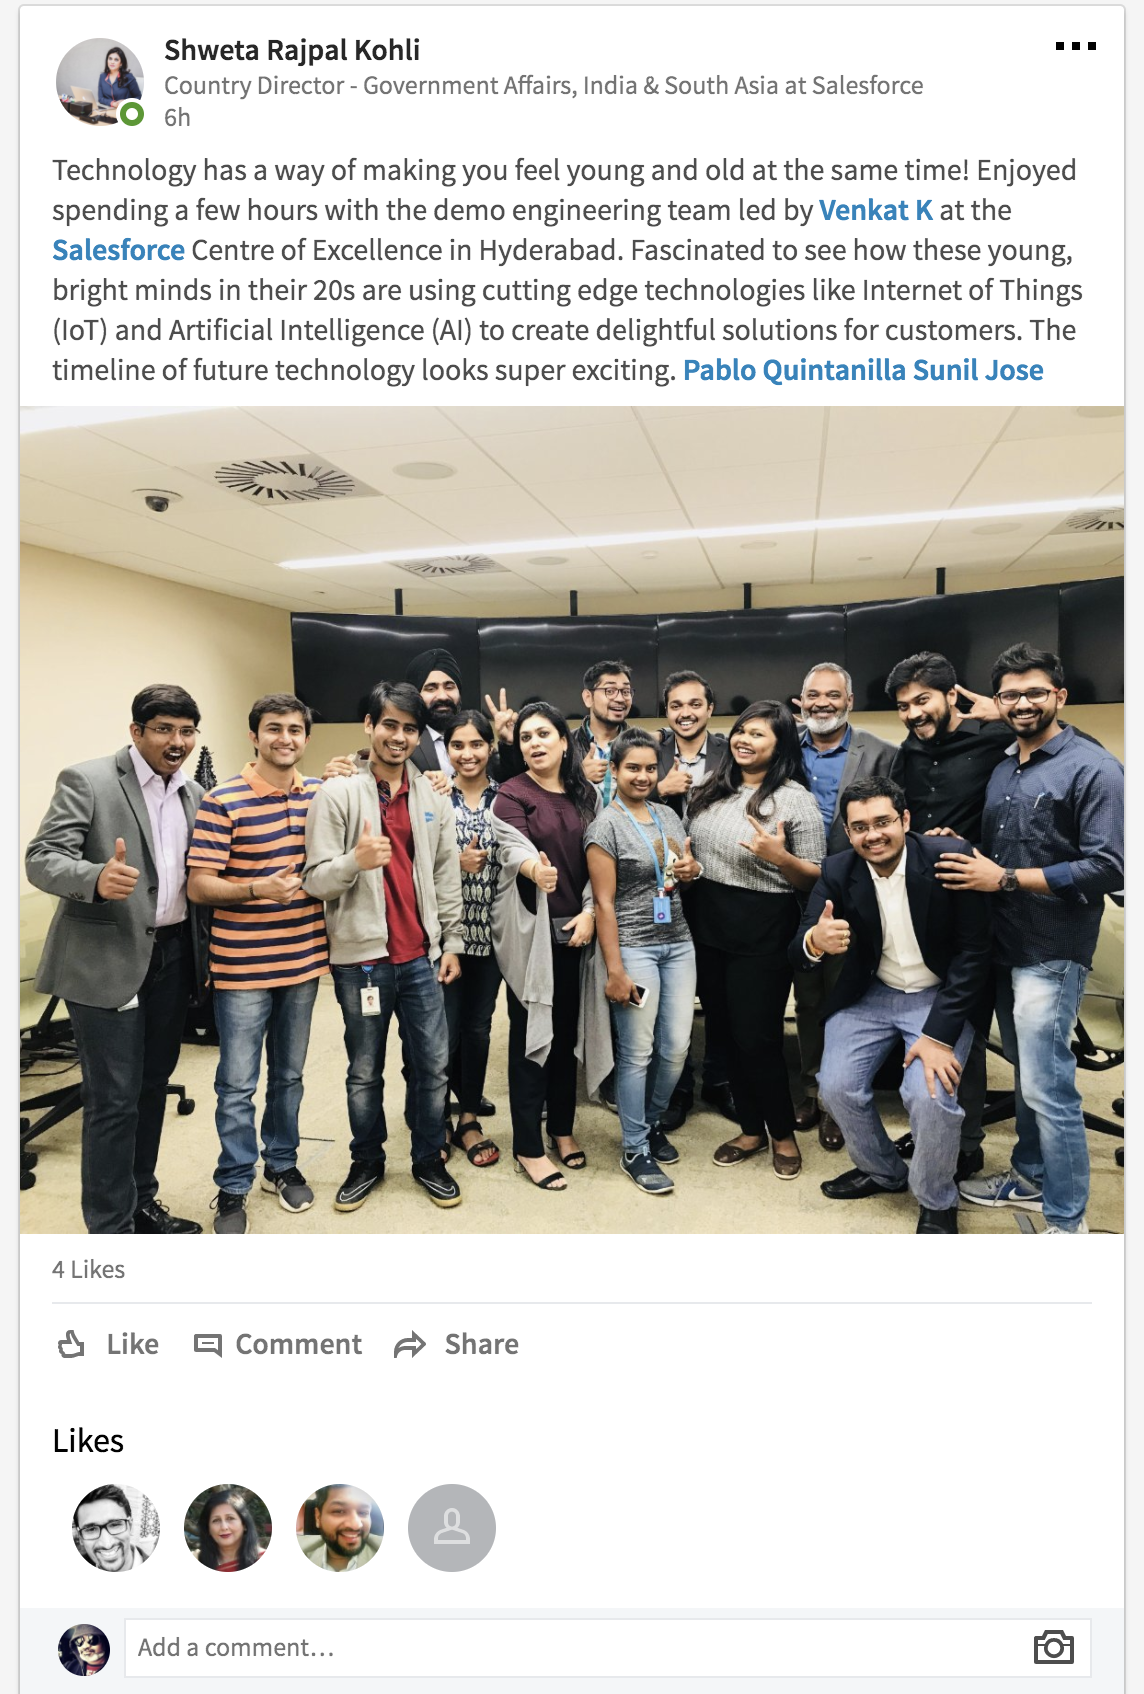 Shweta Rajpal Kohli
Country Director - Government Affairs, India & South Asia at Salesforce
6h
Technology has a way of making you feel young and old at the same time! Enjoyed
spending a few hours with the demo engineering team led by Venkat K at the
Salesforce Centre of Excellence in Hyderabad. Fascinated to see how these young,
bright minds in their 20s are using cutting edge technologies like Internet of Things
(IoT) and Artificial Intelligence (AI) to create delightful solutions for customers. The
timeline of future technology looks super exciting. Pablo Quintanilla Sunil Jose
4 Likes
Like Comment Share
Likes
Add a comment...